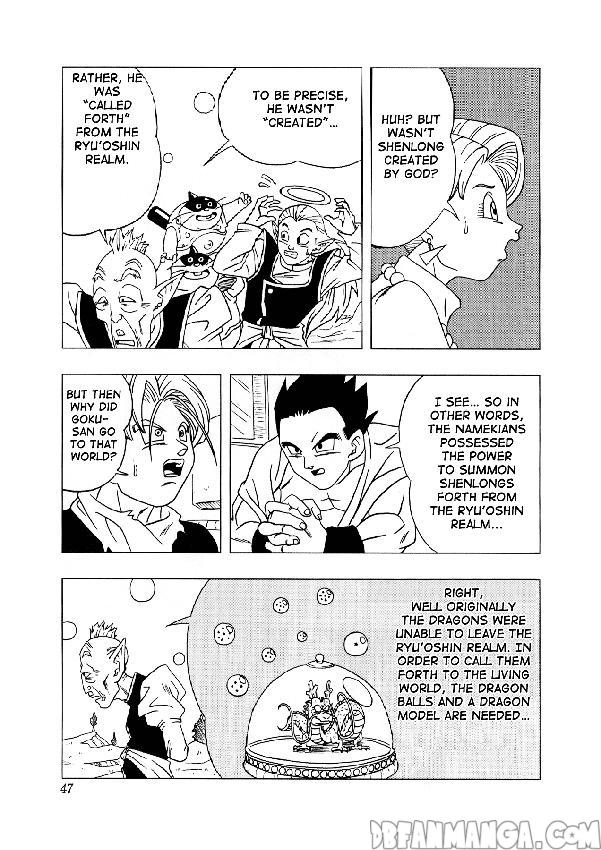 HUH? BUT
WASN'T
SHENLONG
CREATED
BY GOD?
TO BE PRECISE,
HE WASN'T
"CREATED"...
RATHER, HE
WAS
"CALLED
FORTH"
FROM THE
RYU'OSHIN
REALM.
I SEE... SO IN
OTHER WORDS,
THE NAMEKIANS
POSSESSED
THE POWER
TO SUMMON
SHENLONGS
FORTH FROM
THE RYU'OSHIN
REALM...
BUT THEN
WHY DID
GOKU-
SAN GO
TO THAT
WORLD?
RIGHT,
WELL ORIGINALLY
THE DRAGONS WERE
UNABLE TO LEAVE THE
RYU'OSHIN REALM. IN
ORDER TO CALL THEM
FORTH TO THE LIVING
WORLD, THE DRAGON
BALLS AND A DRAGON
MODEL ARE NEEDED...
47
DBFANMANGA.COM